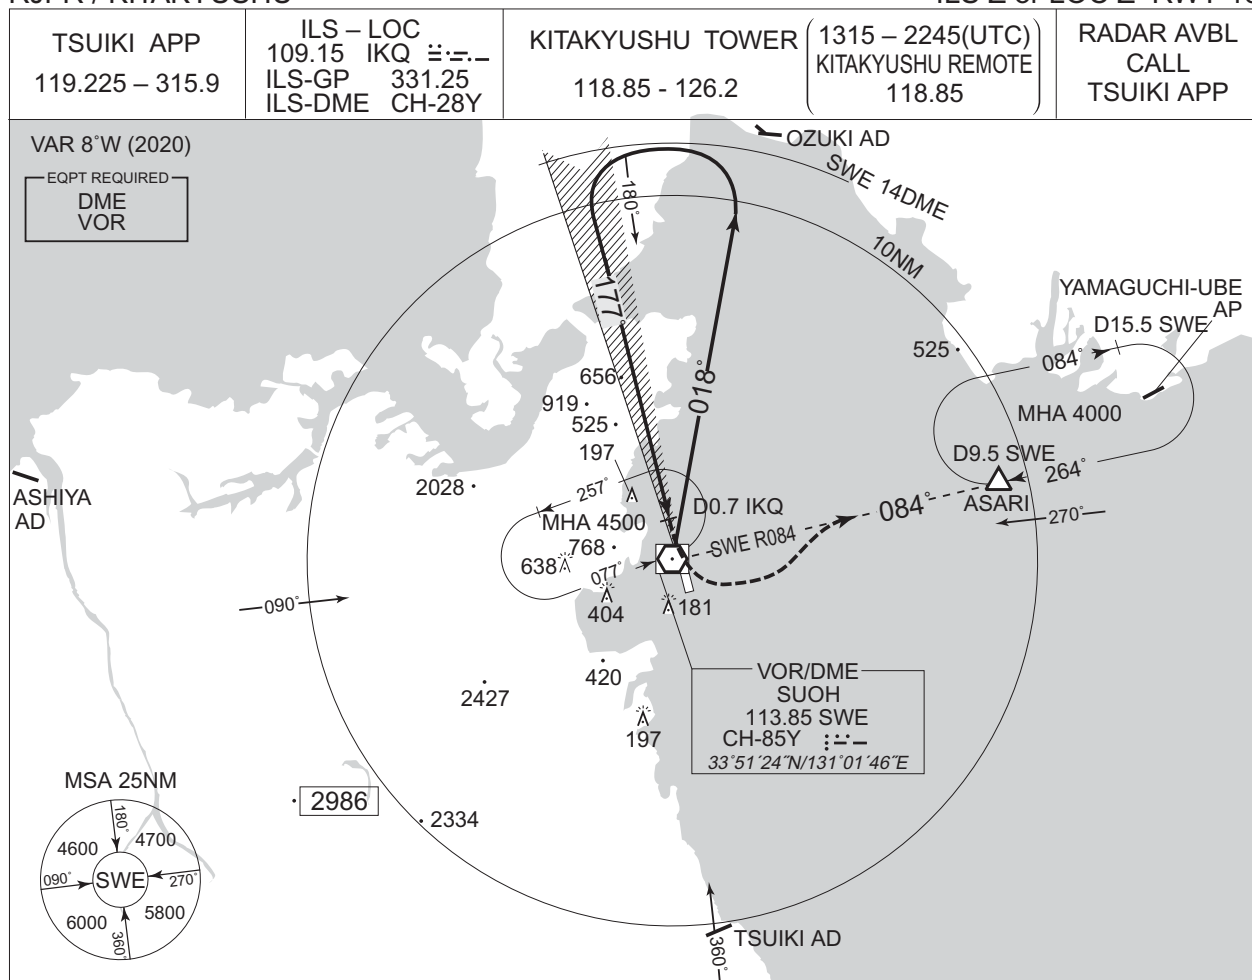 TSUIKI APP
119.225 – 315.9
ILS – LOC
109.15 IKQ
ILS-GP 331.25
ILS-DME CH-28Y
KITAKYUSHU TOWER
118.85 - 126.2
1315 – 2245(UTC)
KITAKYUSHU REMOTE
118.85
RADAR AVBL
CALL
TSUIKI APP
VAR 8°W (2020)
EQPT REQUIRED
DME
VOR
OZUKI AD
SWE 14DME
10NM
180°
177°
018°
YAMAGUCHI-UBE
AP
D15.5 SWE
084°
MHA 4000
525
656
919
525
197
2028
257°
D0.7 IKQ
MHA 4500
768
638
077°
404
181
SWE R084
084°
D9.5 SWE
264°
ASARI
270°
ASHIYA
AD
090°
420
2427
197
VOR/DME
SUOH
113.85 SWE
CH-85Y
33°51´24˝N/131°01´46˝E
2986
2334
MSA 25NM
180°
4600
4700
090°
SWE
270°
6000
5800
360°
TSUIKI AD
360°